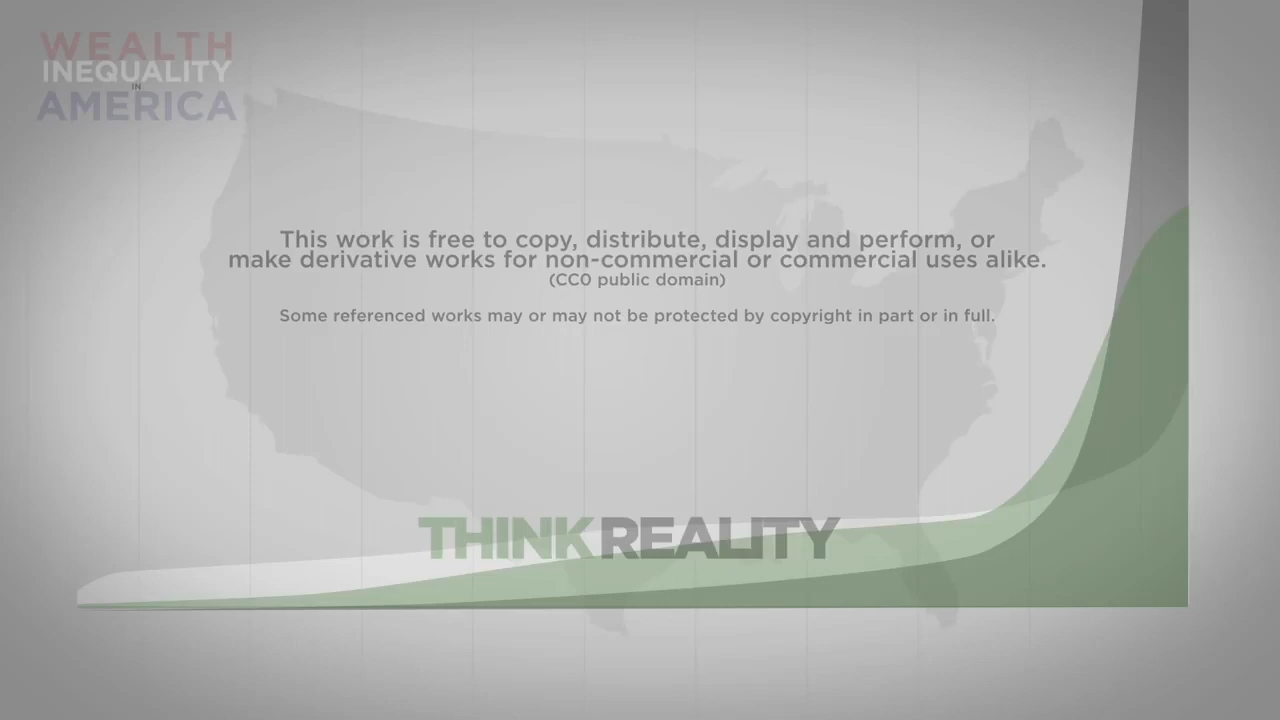 WEALTH
INEQUALITY
IN
AMERICA
This work is free to copy, distribute, display and perform, or
make derivative works for non-commercial or commercial uses alike.
(CC0 public domain)
Some referenced works may or may not be protected by copyright in part or in full.
THINKREALITY